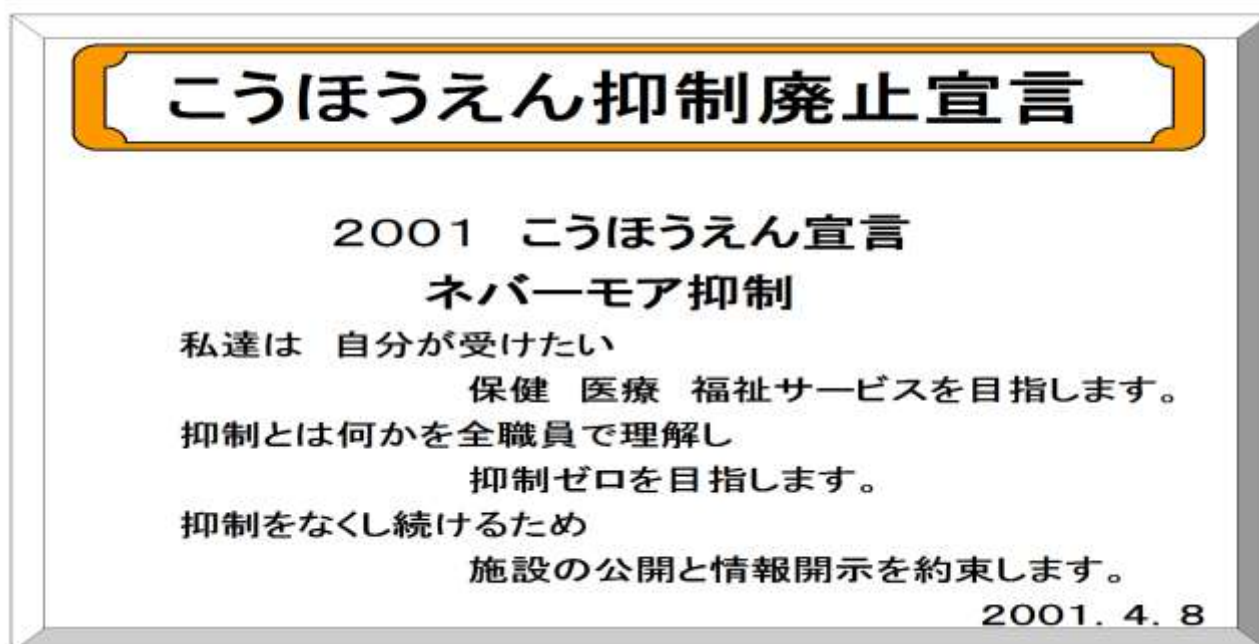 こうほうえん抑制廃止宣言
2001　こうほうえん宣言
ネバーモア抑制
私達は　自分が受けたい
保健　医療　福祉サービスを目指します。
抑制とは何かを全職員で理解し
抑制ゼロを目指します。
抑制をなくし続けるため
施設の公開と情報開示を約束します。
2001．4．8